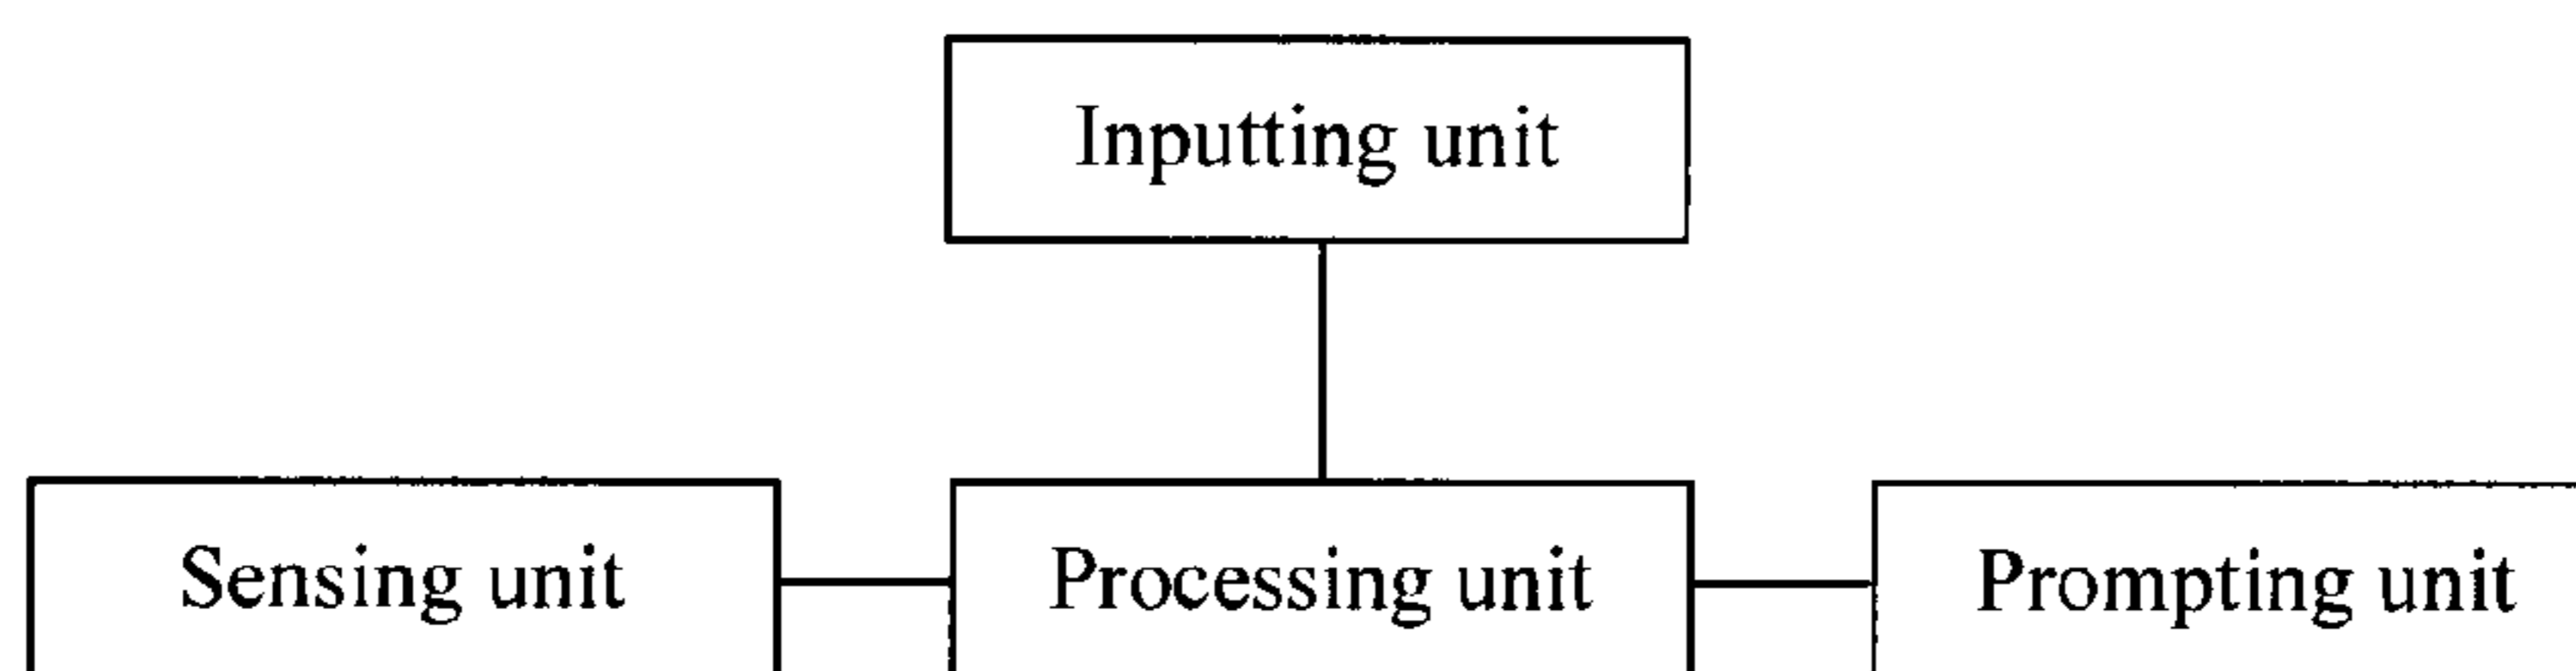 Inputting unit
Sensing unit
Processing unit
Prompting unit